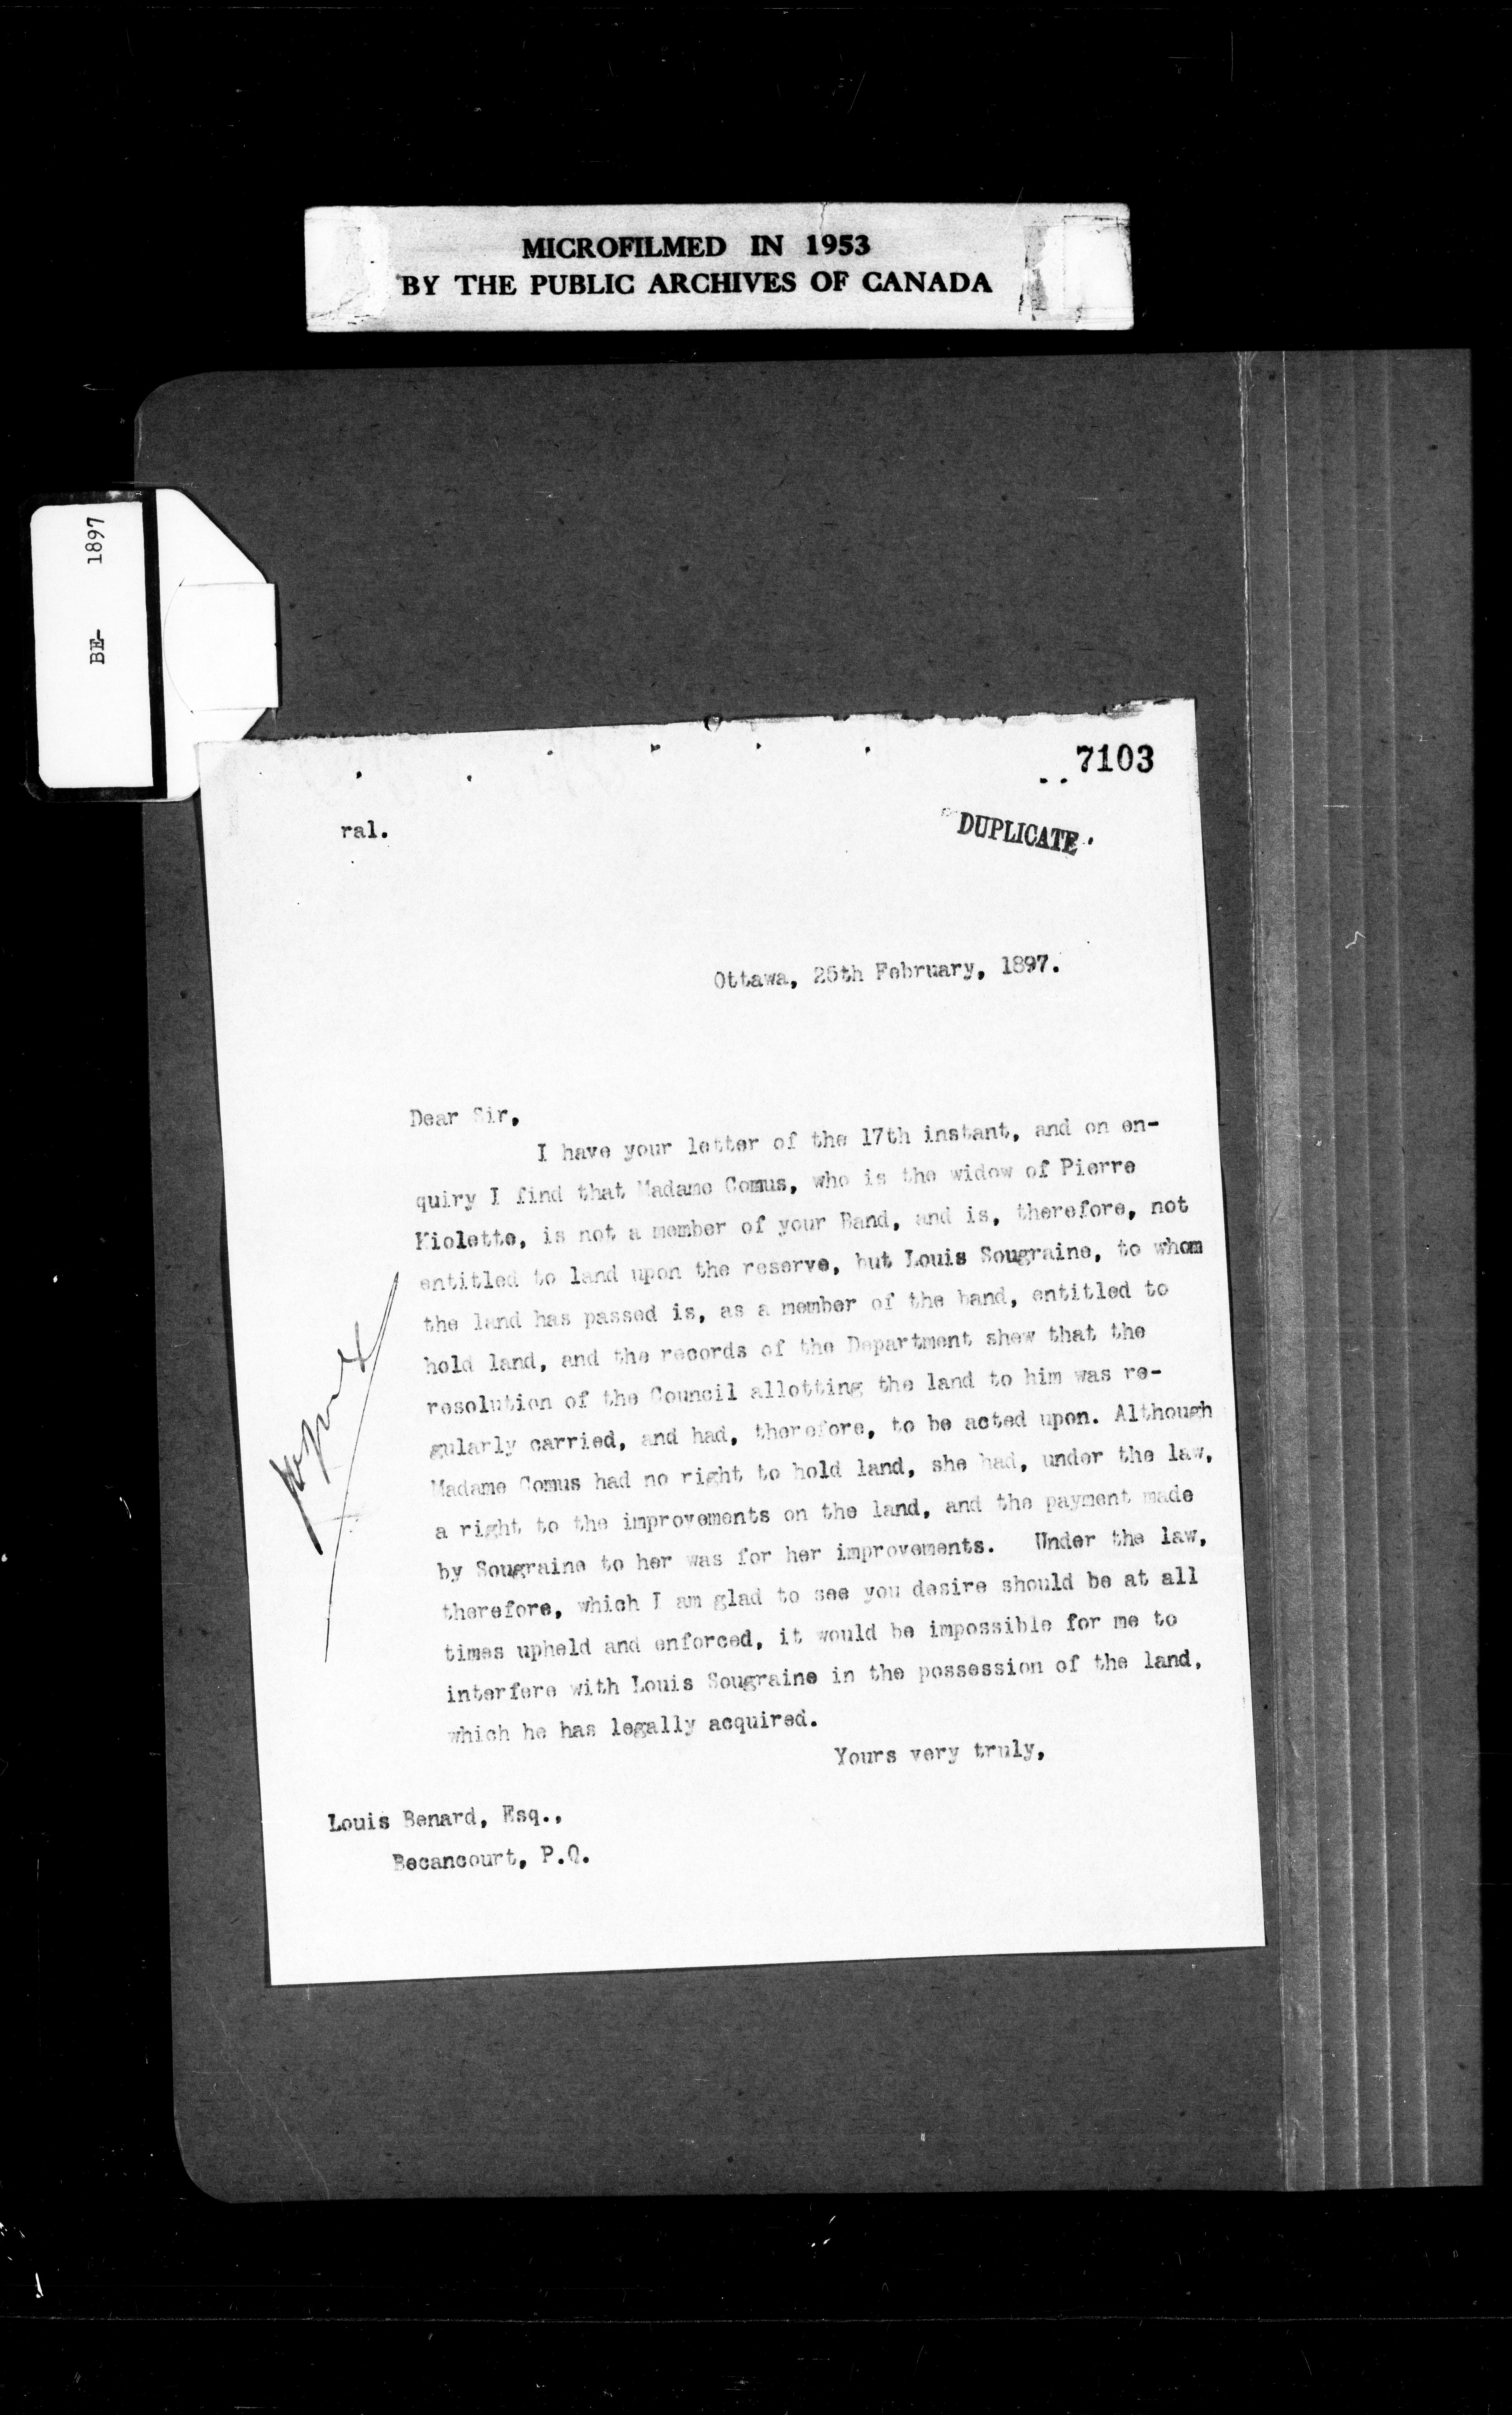 MICROFILMED IN 1953
BY THE PUBLIC ARCHIVES OF CANADA
BE- 1897
7103
ral.
DUPLICATE
Ottawa, 25th February, 1897.
Dear Sir,
I have your letter of the 17th instant, and on en-
quiry I find that Madame Comus, who is the widow of Pierre
Kiolette, is not a member of your Band, and is, therefore, not
entitled to land upon the reserve, but Louis Sougraine, to whom
the land has passed is, as a member of the band, entitled to
hold land, and the records of the Department shew that the
resolution of the Council allotting the land to him was re-
gularly carried, and had, therefore, to be acted upon. Although
Madame Comus had no right to hold land, she had, under the law,
a right to the improvements on the land, and the payment made
by Sougraine to her was for her improvements. Under the law,
therefore, which I am glad to see you desire should be at all
times upheld and enforced, it would be impossible for me to
interfere with Louis Sougraine in the possession of the land,
which he has legally acquired.
Yours very truly,
Louis Benard, Esq.,
Becancourt, P.Q.